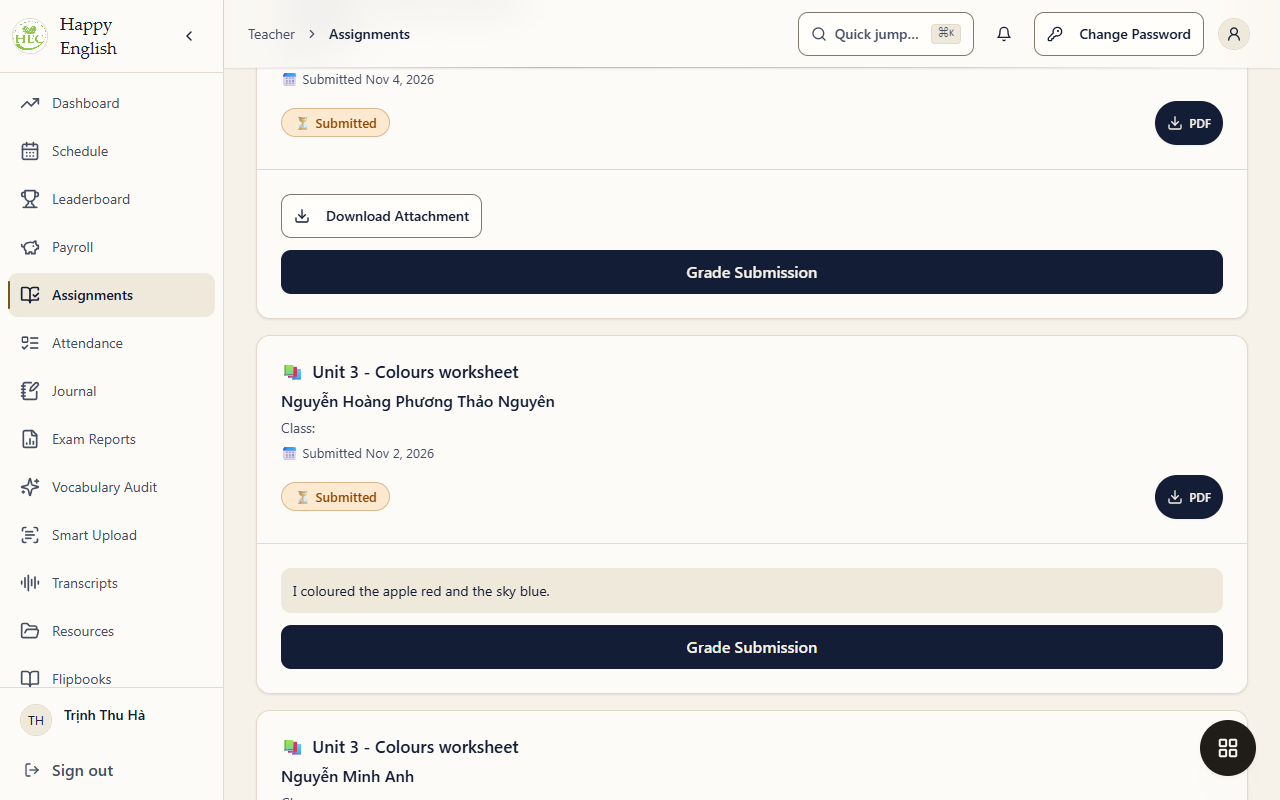 HEC
Happy
English
Dashboard
Schedule
Leaderboard
Payroll
Assignments
Attendance
Journal
Exam Reports
Vocabulary Audit
Smart Upload
Transcripts
Resources
Flipbooks
TH
Trịnh Thu Hà
Sign out
Teacher
Assignments
Quick jump...
⌘K
Change Password
Submitted Nov 4, 2026
Submitted
PDF
Download Attachment
Grade Submission
Unit 3 - Colours worksheet
Nguyễn Hoàng Phương Thảo Nguyên
Class:
Submitted Nov 2, 2026
Submitted
PDF
I coloured the apple red and the sky blue.
Grade Submission
Unit 3 - Colours worksheet
Nguyễn Minh Anh